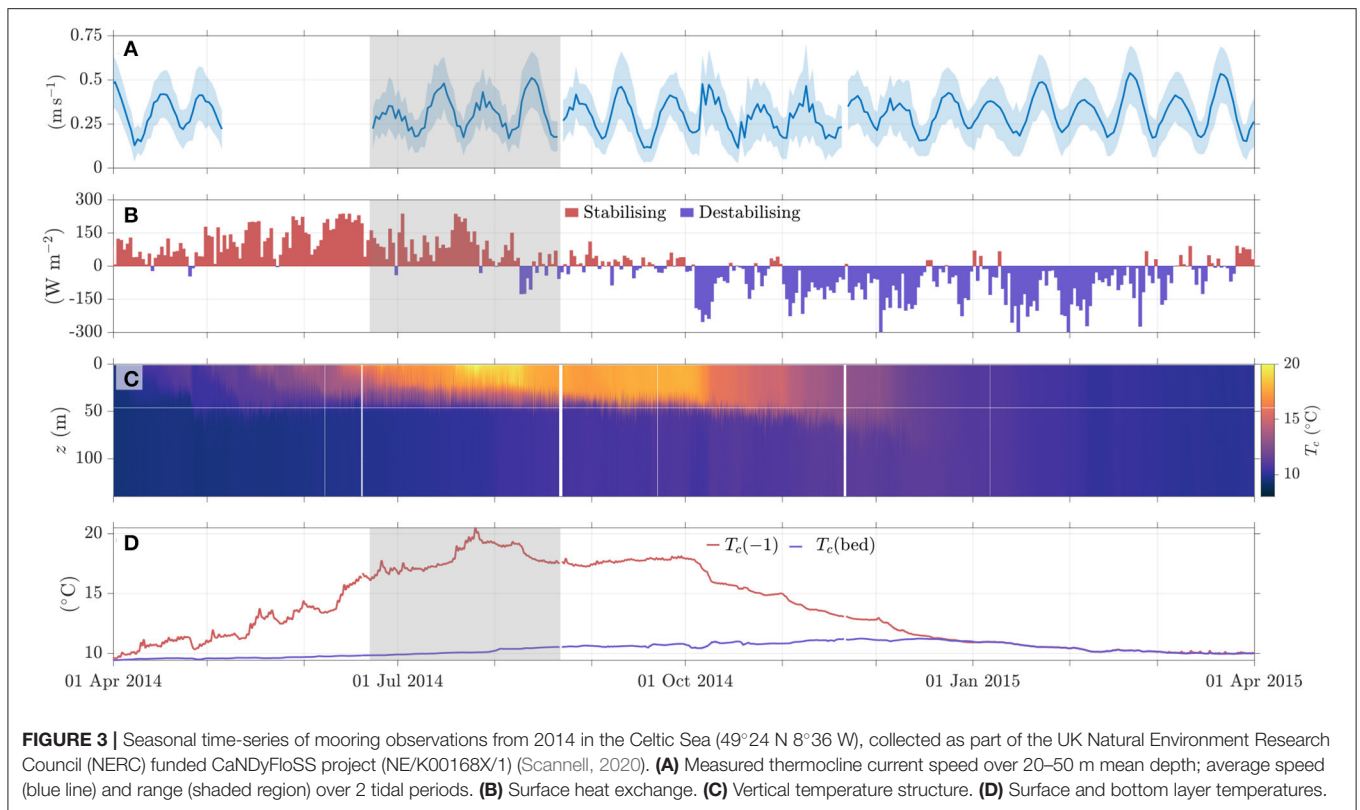 0.75
A
0.5
(m s⁻¹)
0.25
0
300
B
Stabilising Destabilising
150
(W m⁻²)
0
-150
-300
0
C
20
50
z (m)
15
T_c (°C)
100
10
20
D
T_c(−1) T_c(bed)
(°C)
15
10
01 Apr 2014 01 Jul 2014 01 Oct 2014 01 Jan 2015 01 Apr 2015
FIGURE 3 | Seasonal time-series of mooring observations from 2014 in the Celtic Sea (49°24 N 8°36 W), collected as part of the UK Natural Environment Research
Council (NERC) funded CaNDyFloSS project (NE/K00168X/1) (Scannell, 2020). (A) Measured thermocline current speed over 20–50 m mean depth; average speed
(blue line) and range (shaded region) over 2 tidal periods. (B) Surface heat exchange. (C) Vertical temperature structure. (D) Surface and bottom layer temperatures.